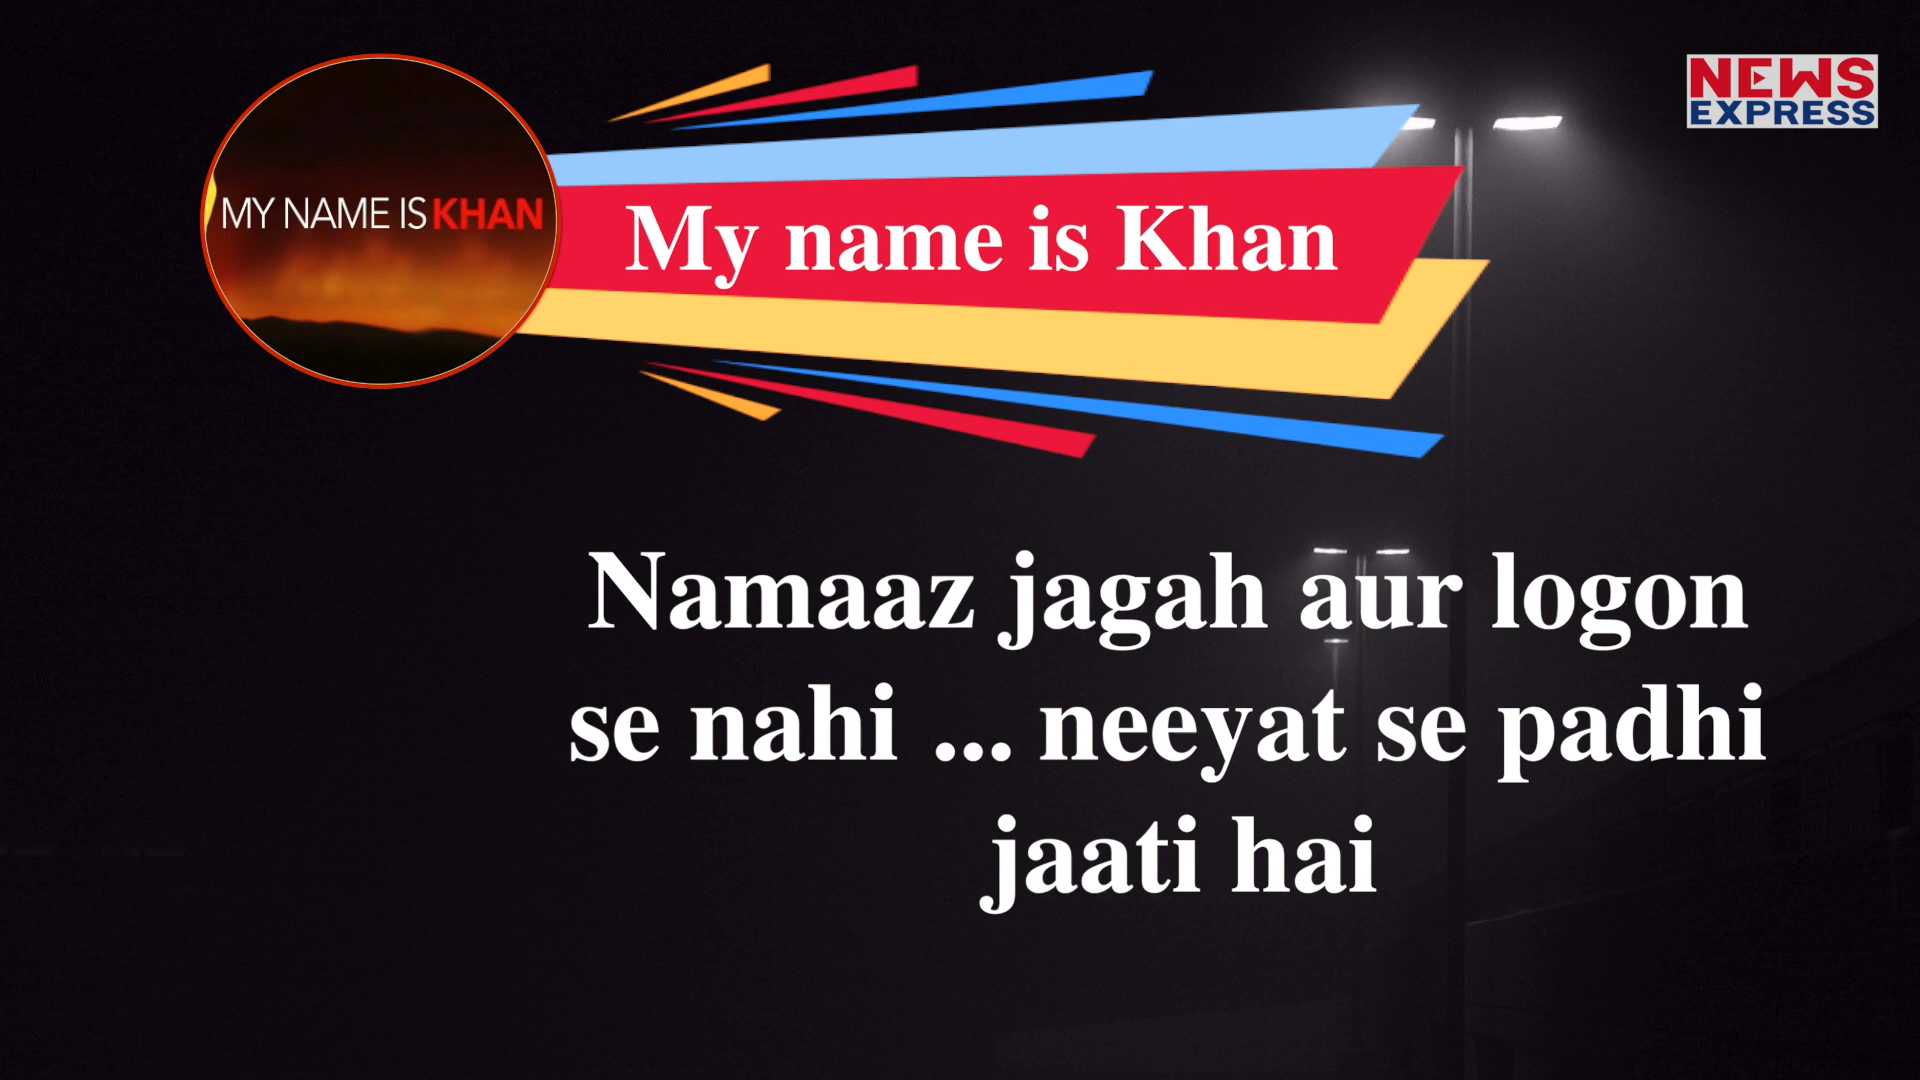 NEWS
EXPRESS
MY NAME IS KHAN
My name is Khan
Namaaz jagah aur logon
se nahi ... neeyat se padhi
jaati hai